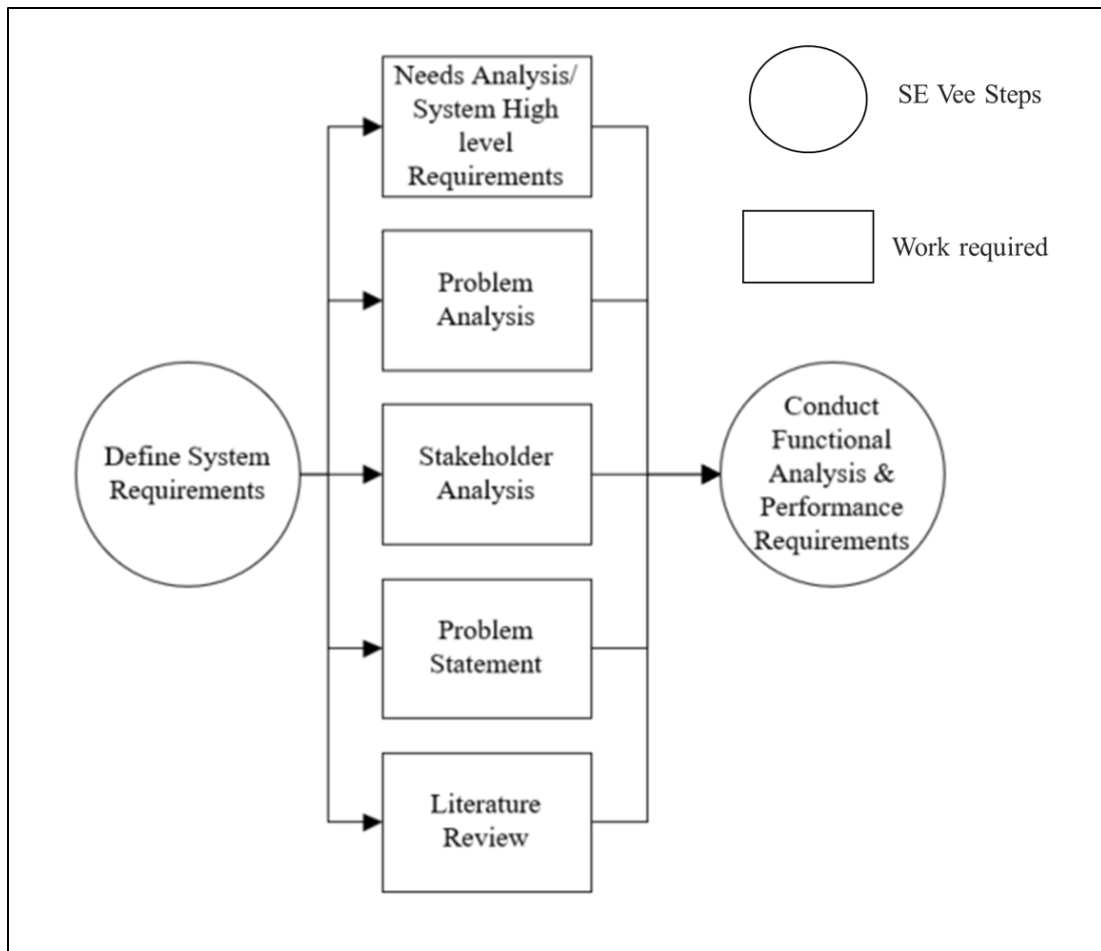 Needs Analysis/
System High
level
Requirements
Problem
Analysis
Define System
Requirements
Stakeholder
Analysis
Problem
Statement
Literature
Review
Conduct
Functional
Analysis &
Performance
Requirements
SE Vee Steps
Work required